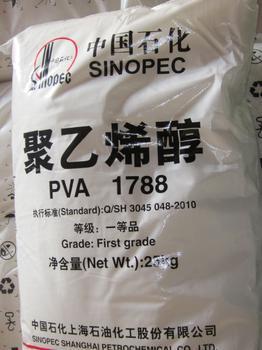 中国石化
SINOPEC
Sinopec
聚乙烯醇
PVA 1788
执行标准(Standard):Q/SH 3045 048-2010
等级:一等品
Grade: First grade
净含量(Net Wt.):25kg
中国石化上海石油化工股份有限公司
SINOPEC SHANGHAI PETROCHEMICAL CO., LTD